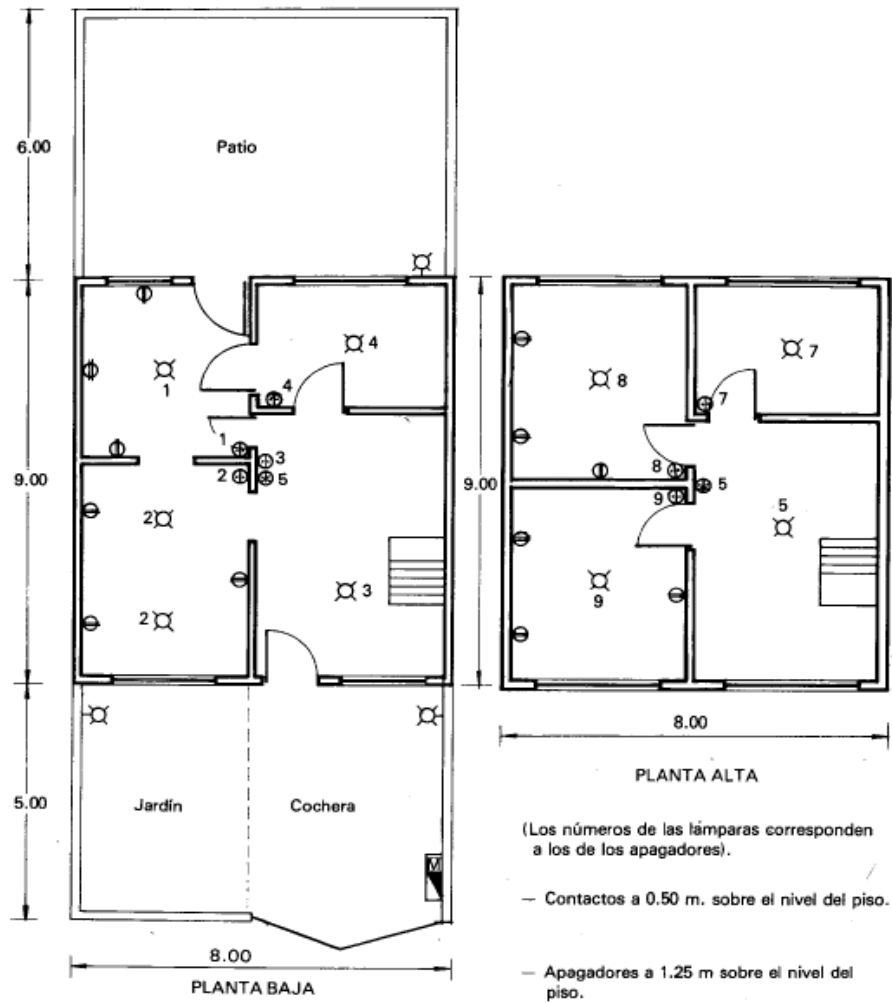 6.00
Patio
4
1
4
7
8
7
1
3
9.00
2
5
8
9.00
5
9
5
2
3
9
2
8.00
PLANTA ALTA
5.00
Jardín
Cochera
(Los números de las lámparas corresponden
a los de los apagadores).
M
— Contactos a 0.50 m. sobre el nivel del piso.
8.00
PLANTA BAJA
— Apagadores a 1.25 m sobre el nivel del
piso.